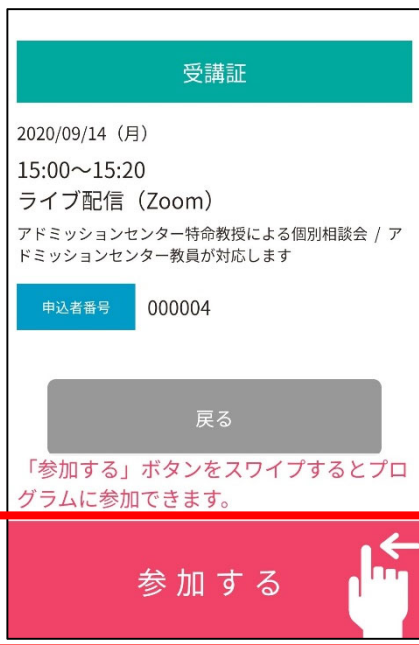 受講証
2020/09/14（月）
15:00～15:20
ライブ配信（Zoom）
アドミッションセンター特命教授による個別相談会 / ア
ドミッションセンター教員が対応します
申込者番号 000004
戻る
「参加する」ボタンをスワイプするとプロ
グラムに参加できます。
参加する